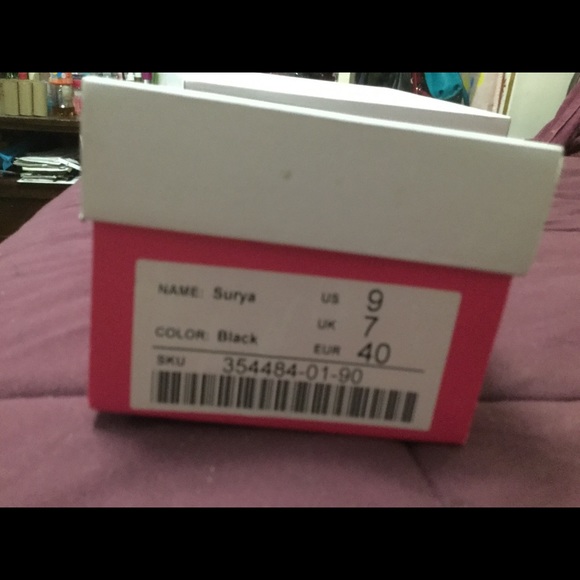 NAME: Surya US 9
UK 7
COLOR: Black EUR 40
SKU 354484-01-90